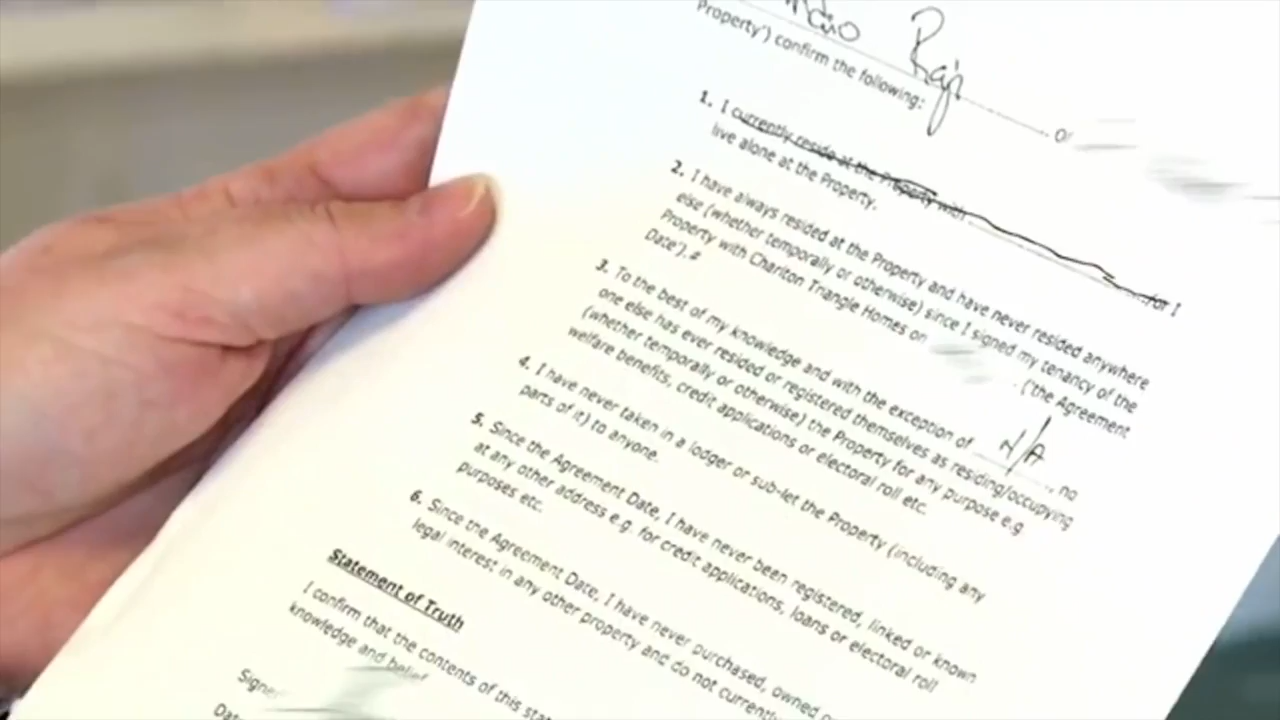 Raj
Property') confirm the following:
Of
1. I currently reside at the Property with /or I
live alone at the Property.
2. I have always resided at the Property and have never resided anywhere
else (whether temporally or otherwise) since I signed my tenancy of the
Property with Charlton Triangle Homes on . ('the Agreement
Date').#
3. To the best of my knowledge and with the exception of N/A , no
one else has ever resided or registered themselves as residing/occupying
(whether temporally or otherwise) the Property for any purpose e.g
welfare benefits, credit applications or electoral roll etc.
4. I have never taken in a lodger or sub-let the Property (including any
parts of it) to anyone.
5. Since the Agreement Date, I have never been registered, linked or known
at any other address e.g. for credit applications, loans or electoral roll
purposes etc.
6. Since the Agreement Date, I have never purchased, owned
legal interest in any other property and do not currently
Statement of Truth
I confirm that the contents of this
knowledge and belief